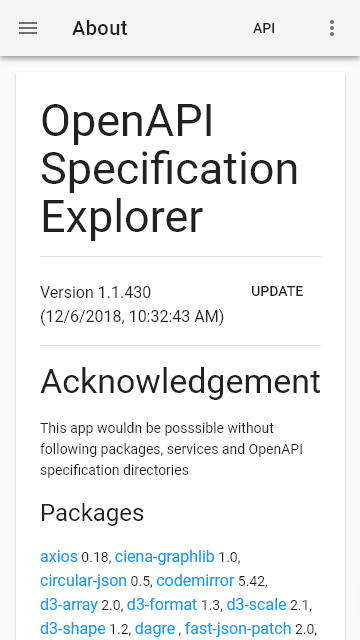 About API
OpenAPI
Specification
Explorer
Version 1.1.430 UPDATE
(12/6/2018, 10:32:43 AM)
Acknowledgement
This app wouldn be posssible without
following packages, services and OpenAPI
specification directories
Packages
axios 0.18, ciena-graphlib 1.0,
circular-json 0.5, codemirror 5.42,
d3-array 2.0, d3-format 1.3, d3-scale 2.1,
d3-shape 1.2, dagre , fast-json-patch 2.0,